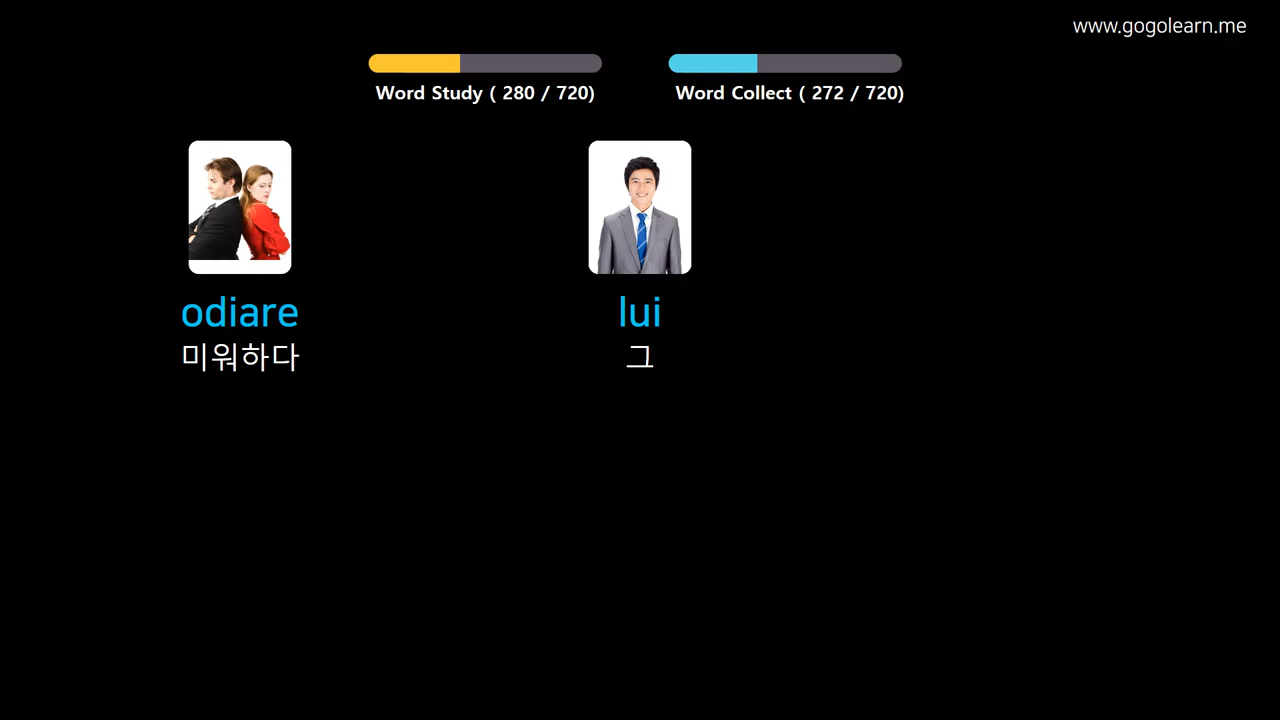 www.gogolearn.me
Word Study ( 280 / 720)
Word Collect ( 272 / 720)
odiare
미워하다
lui
그